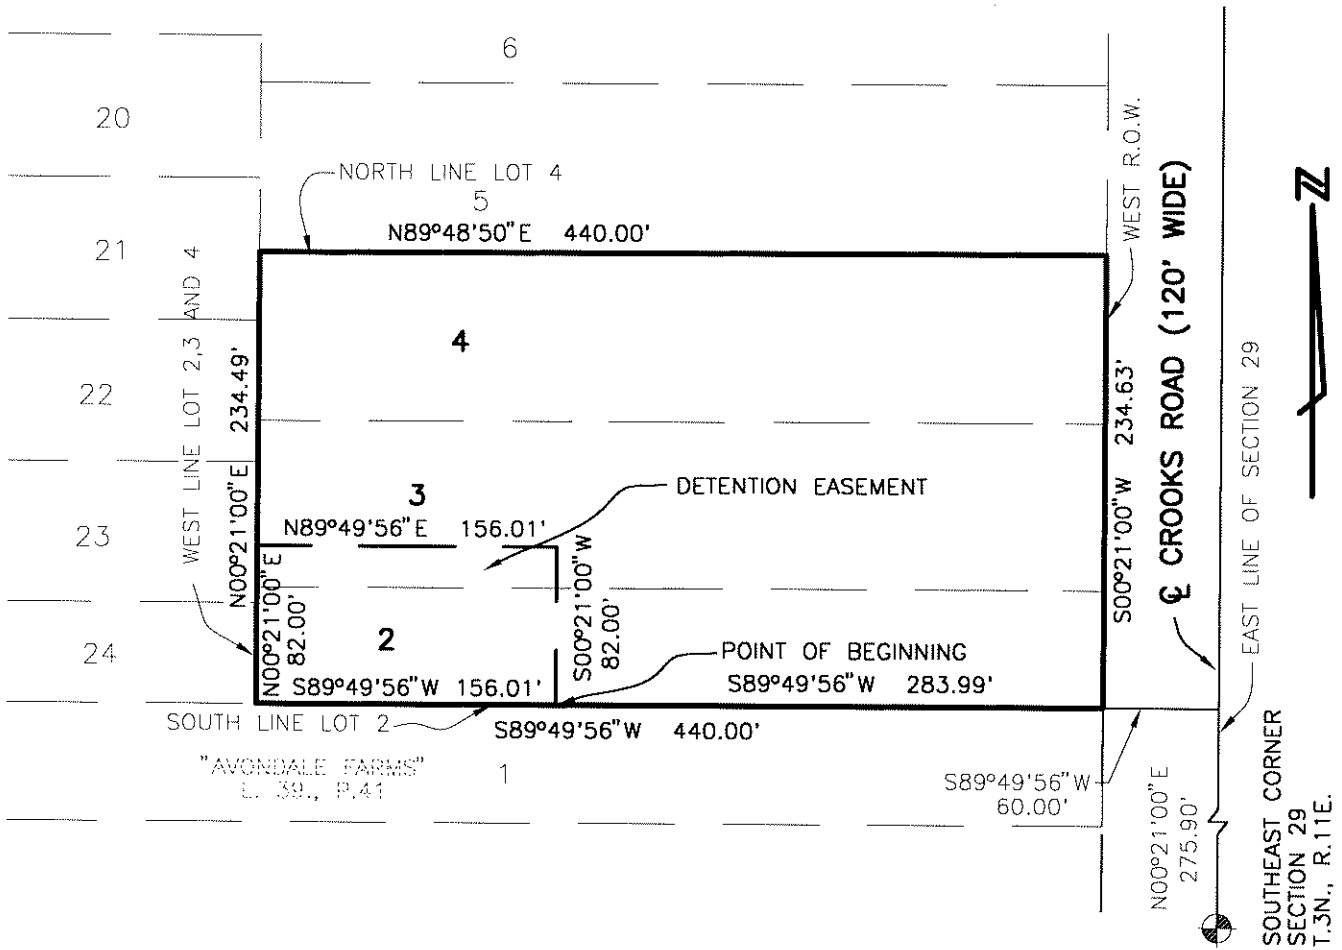 6
20
NORTH LINE LOT 4
5
21
N89°48'50"E 440.00'
WEST R.O.W.
℄ CROOKS ROAD (120' WIDE)
N
WEST LINE LOT 2,3 AND 4
4
22
N00°21'00"E 234.49'
S00°21'00"W 234.63'
EAST LINE OF SECTION 29
3
DETENTION EASEMENT
23
N89°49'56"E 156.01'
N00°21'00"E
82.00'
S00°21'00"W
82.00'
2
24
POINT OF BEGINNING
S89°49'56"W 156.01'
S89°49'56"W 283.99'
SOUTH LINE LOT 2
S89°49'56"W 440.00'
"AVONDALE FARMS"
L. 39., P.41
1
S89°49'56"W
60.00'
N00°21'00"E
275.90'
SOUTHEAST CORNER
SECTION 29
T.3N., R.11E.